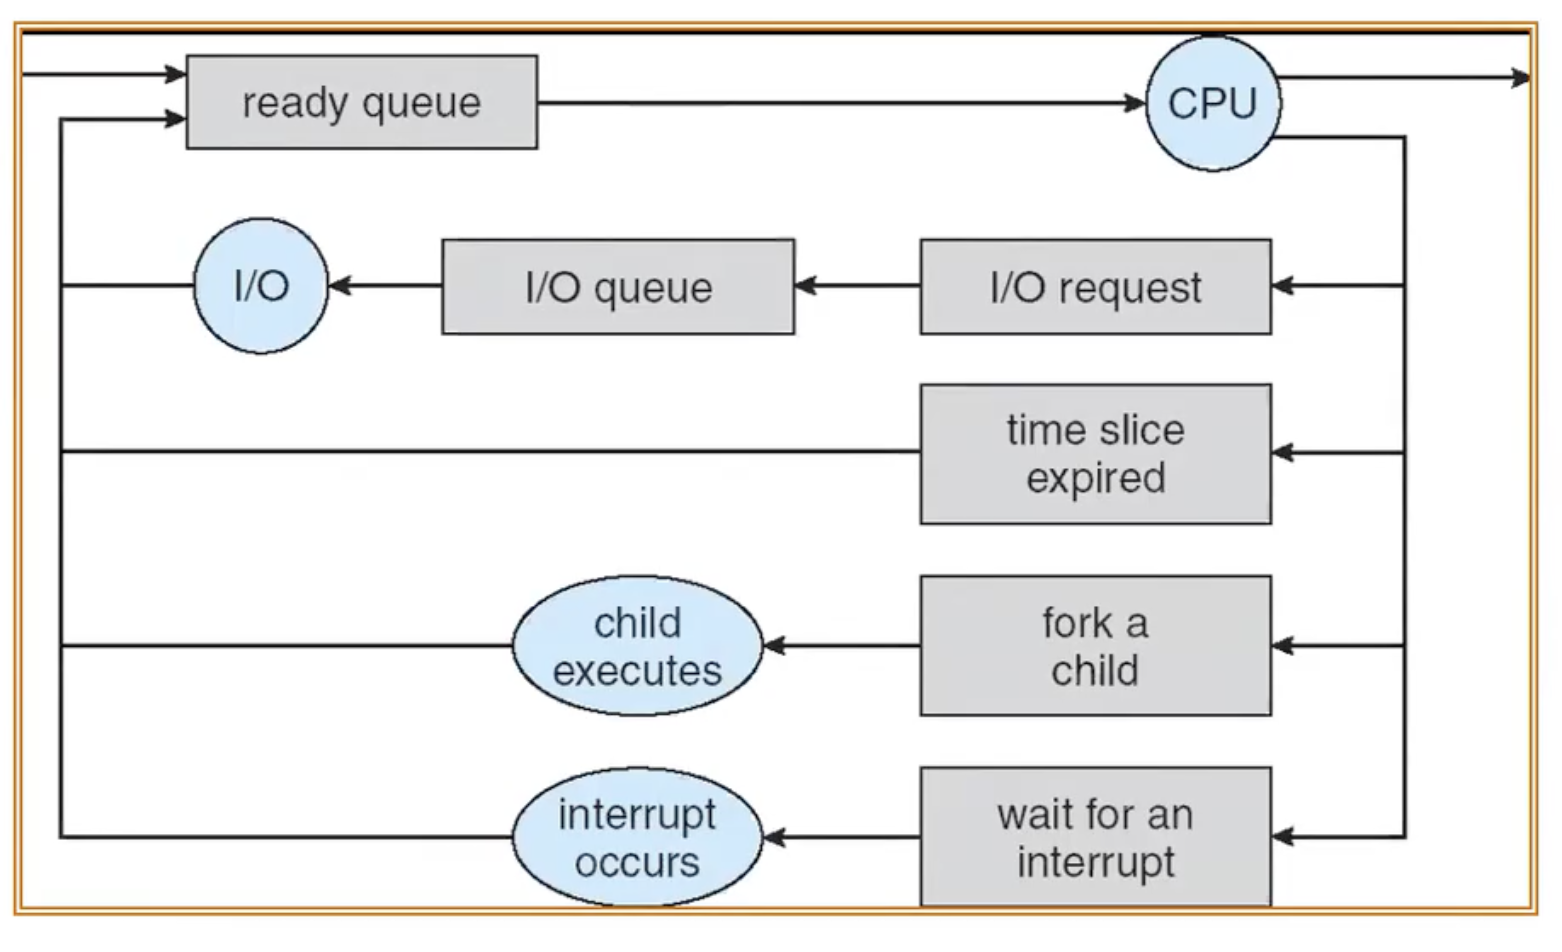 ready queue
CPU
I/O
I/O queue
I/O request
time slice
expired
child
executes
fork a
child
interrupt
occurs
wait for an
interrupt